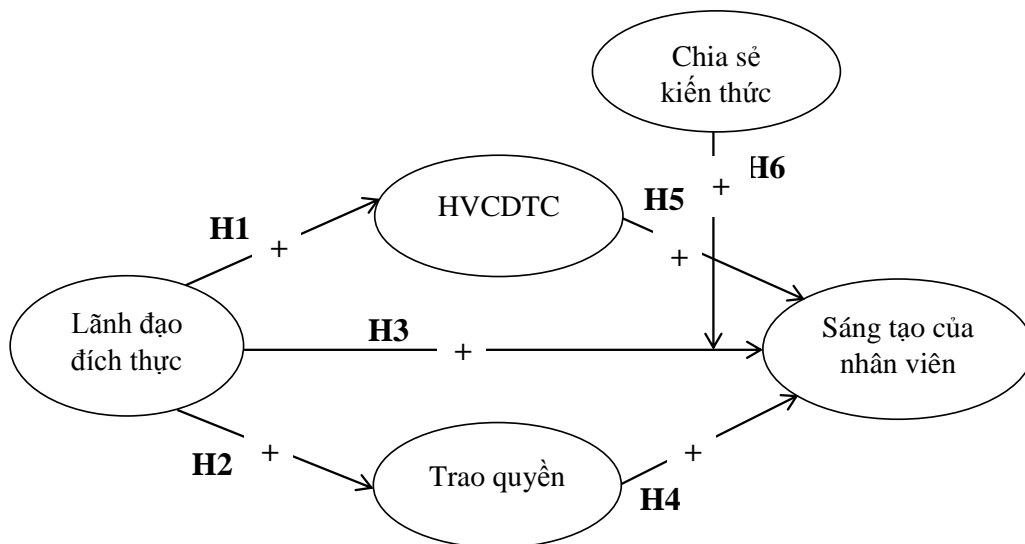 Chia sẻ
kiến thức
+
H6
HVCDTC
H5
+
H1
+
Lãnh đạo
đích thực
H3
+
Sáng tạo của
nhân viên
H2
+
Trao quyền
+
H4